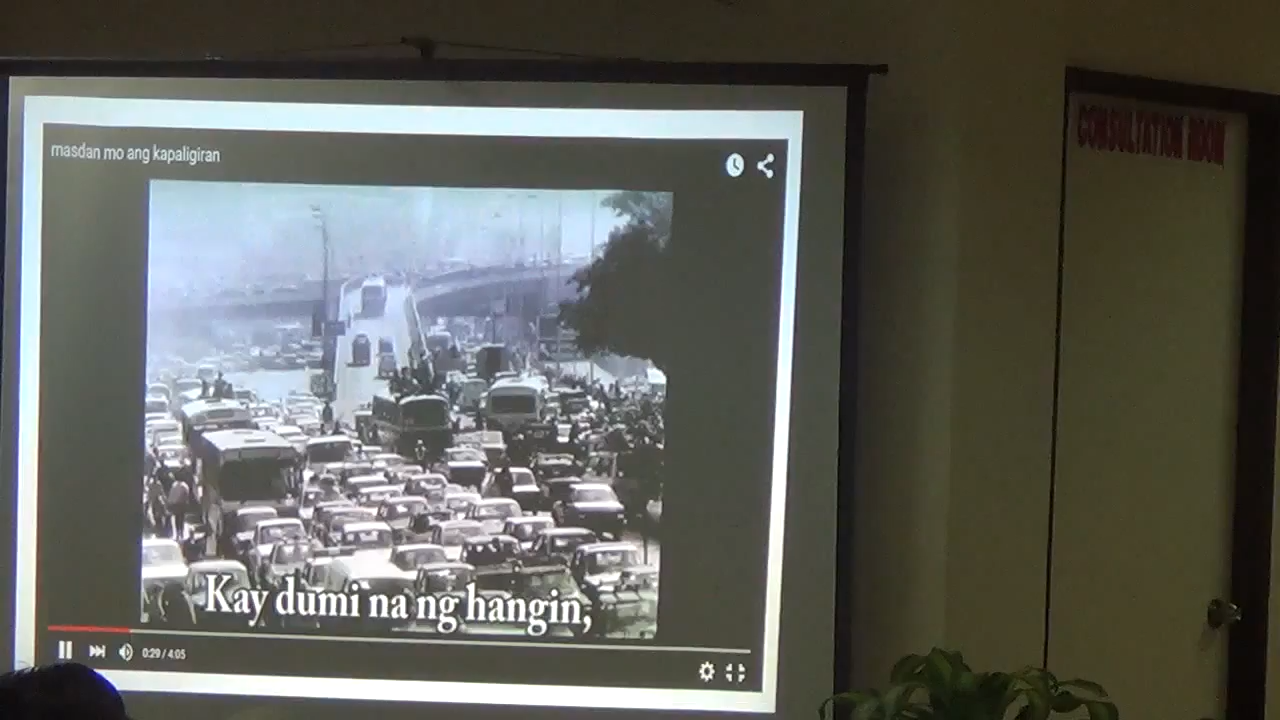 masdan mo ang kapaligiran
CONSULTATION ROOM
Kay dumi na ng hangin,
0:29 / 4:05